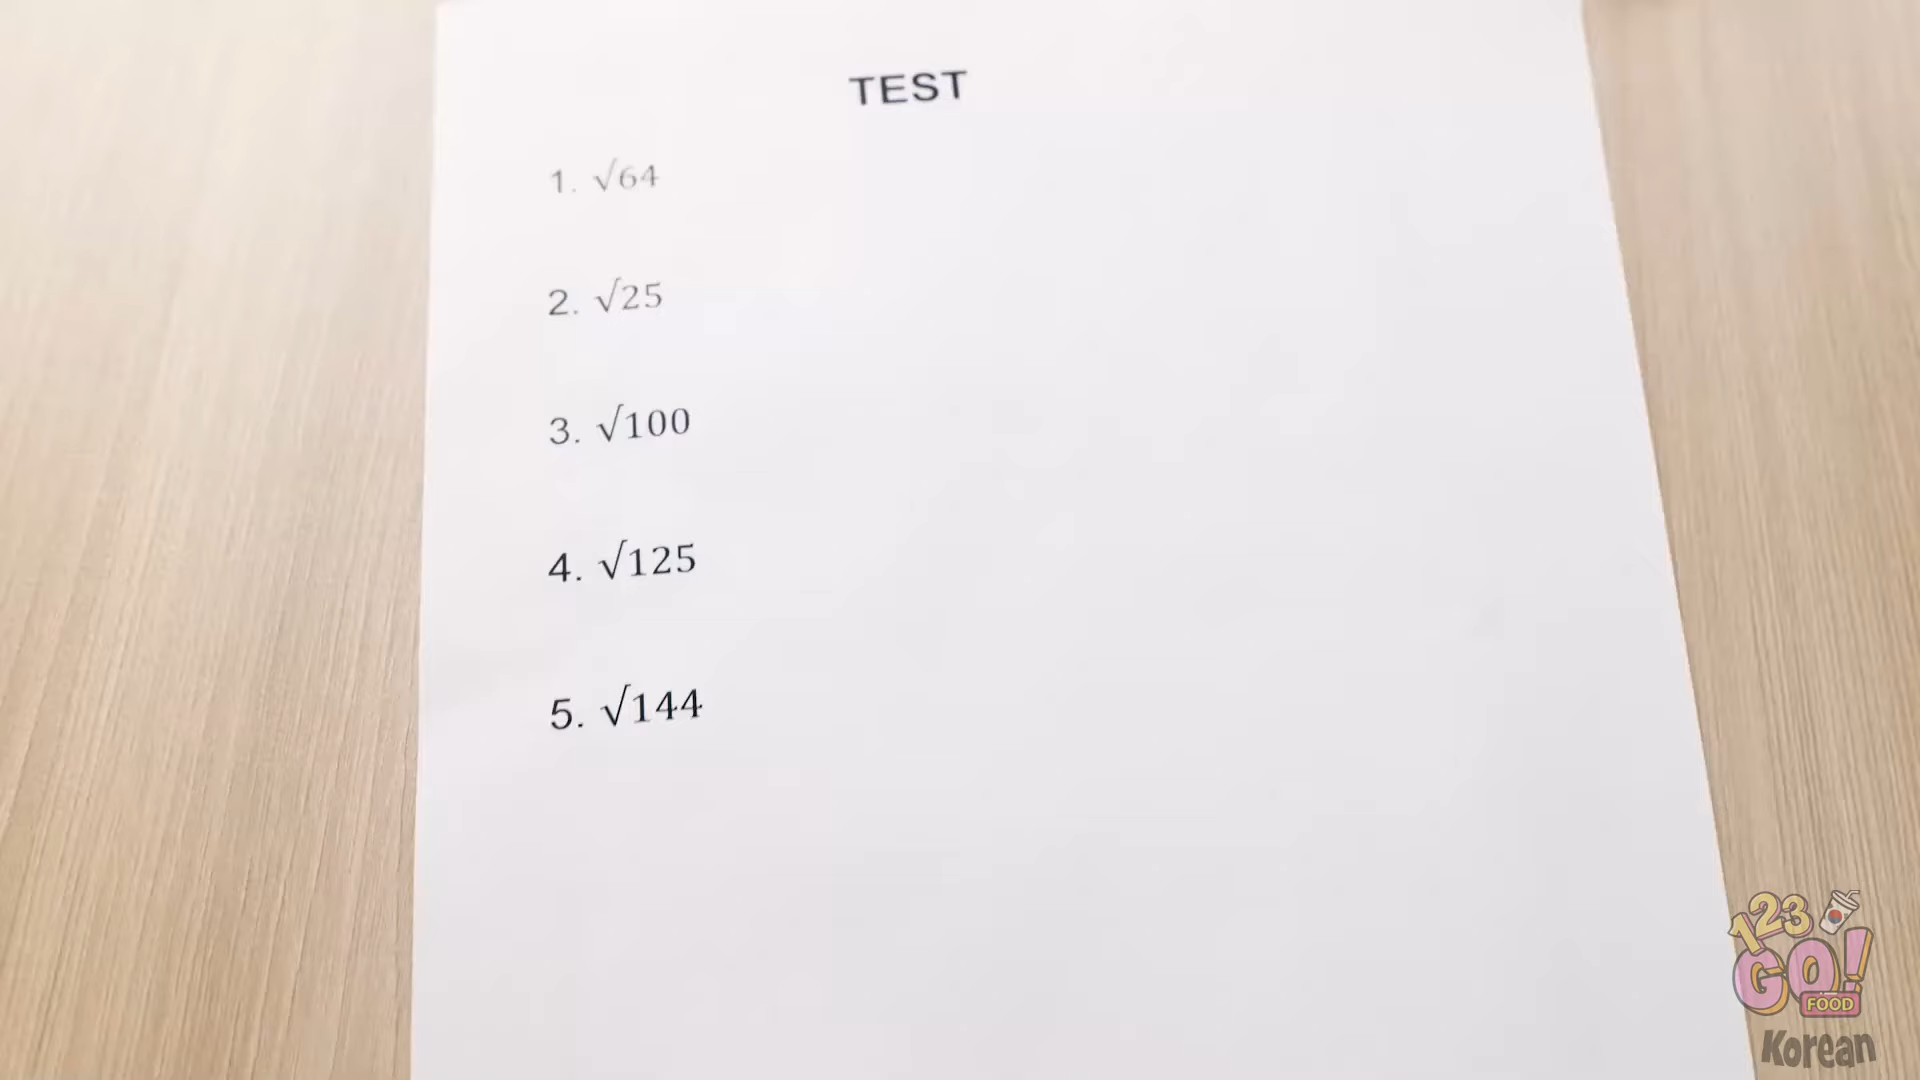 TEST
1. √64
2. √25
3. √100
4. √125
5. √144
123
GO!
FOOD
Korean